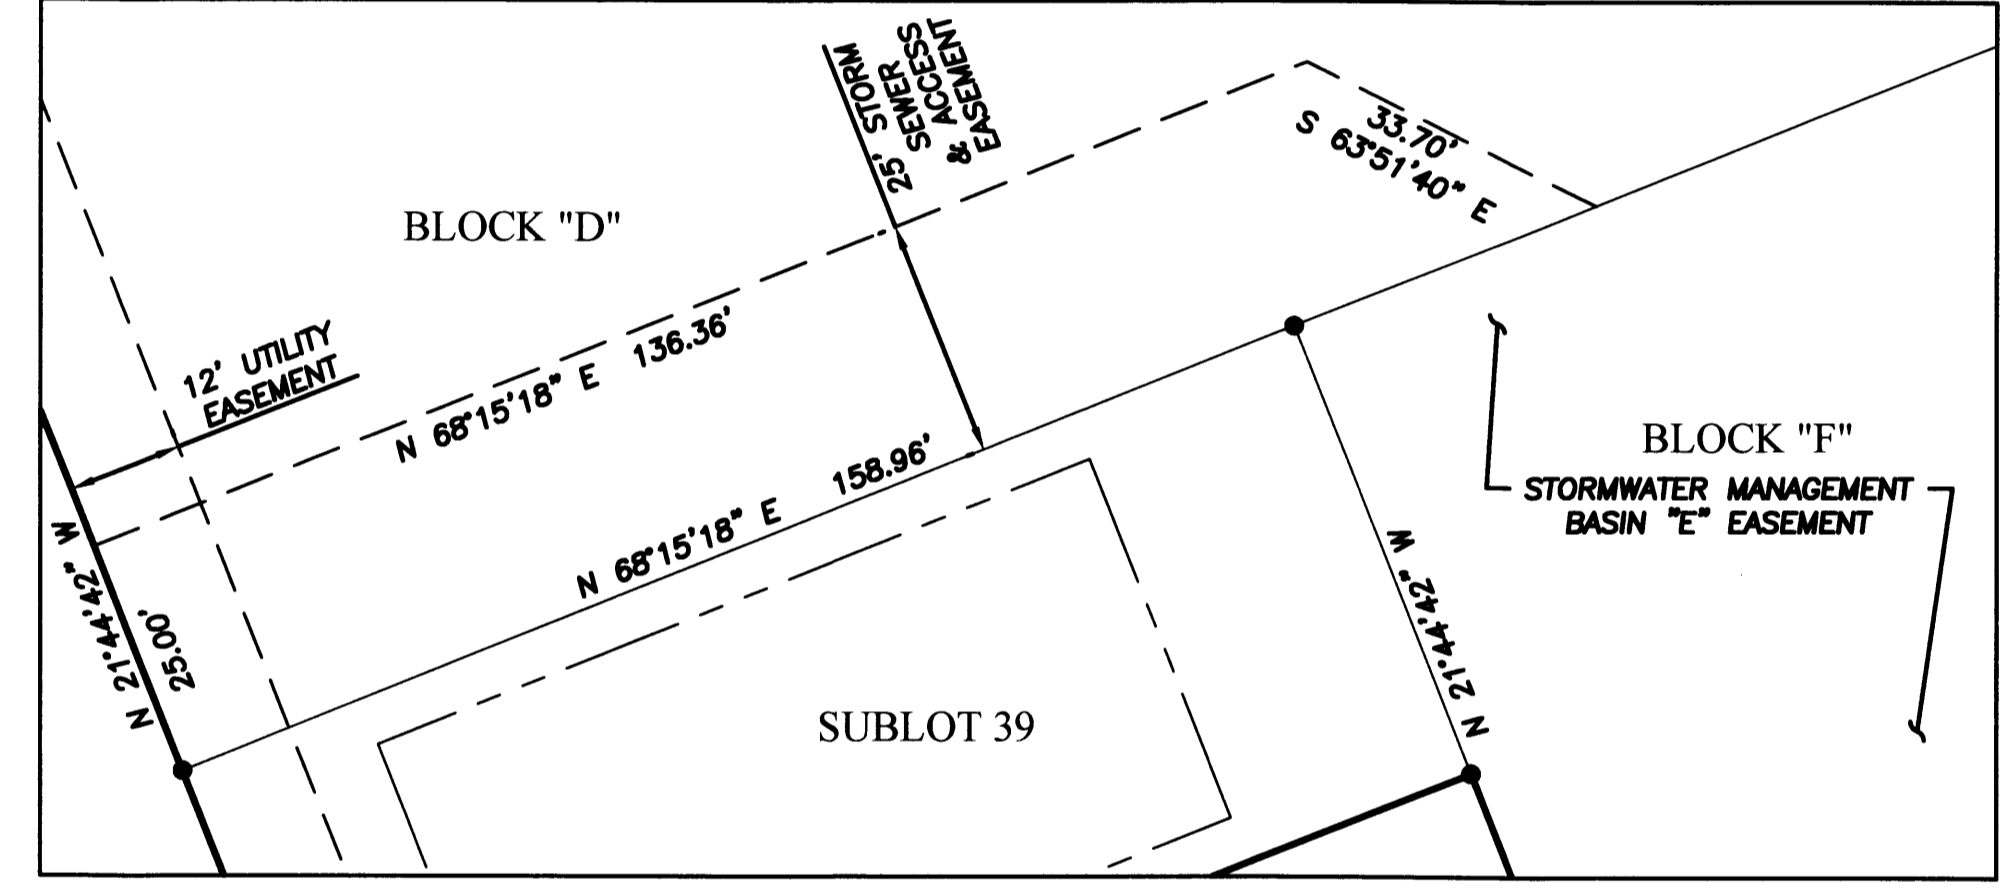 25' STORM
SEWER
& ACCESS
EASEMENT
33.70'
S 63°51'40" E
BLOCK "D"
12' UTILITY
EASEMENT
N 68°15'18" E 136.36'
N 68°15'18" E 158.96'
BLOCK "F"
STORMWATER MANAGEMENT
BASIN "E" EASEMENT
N 21°44'42" W
25.00'
N 21°44'42" W
SUBLOT 39